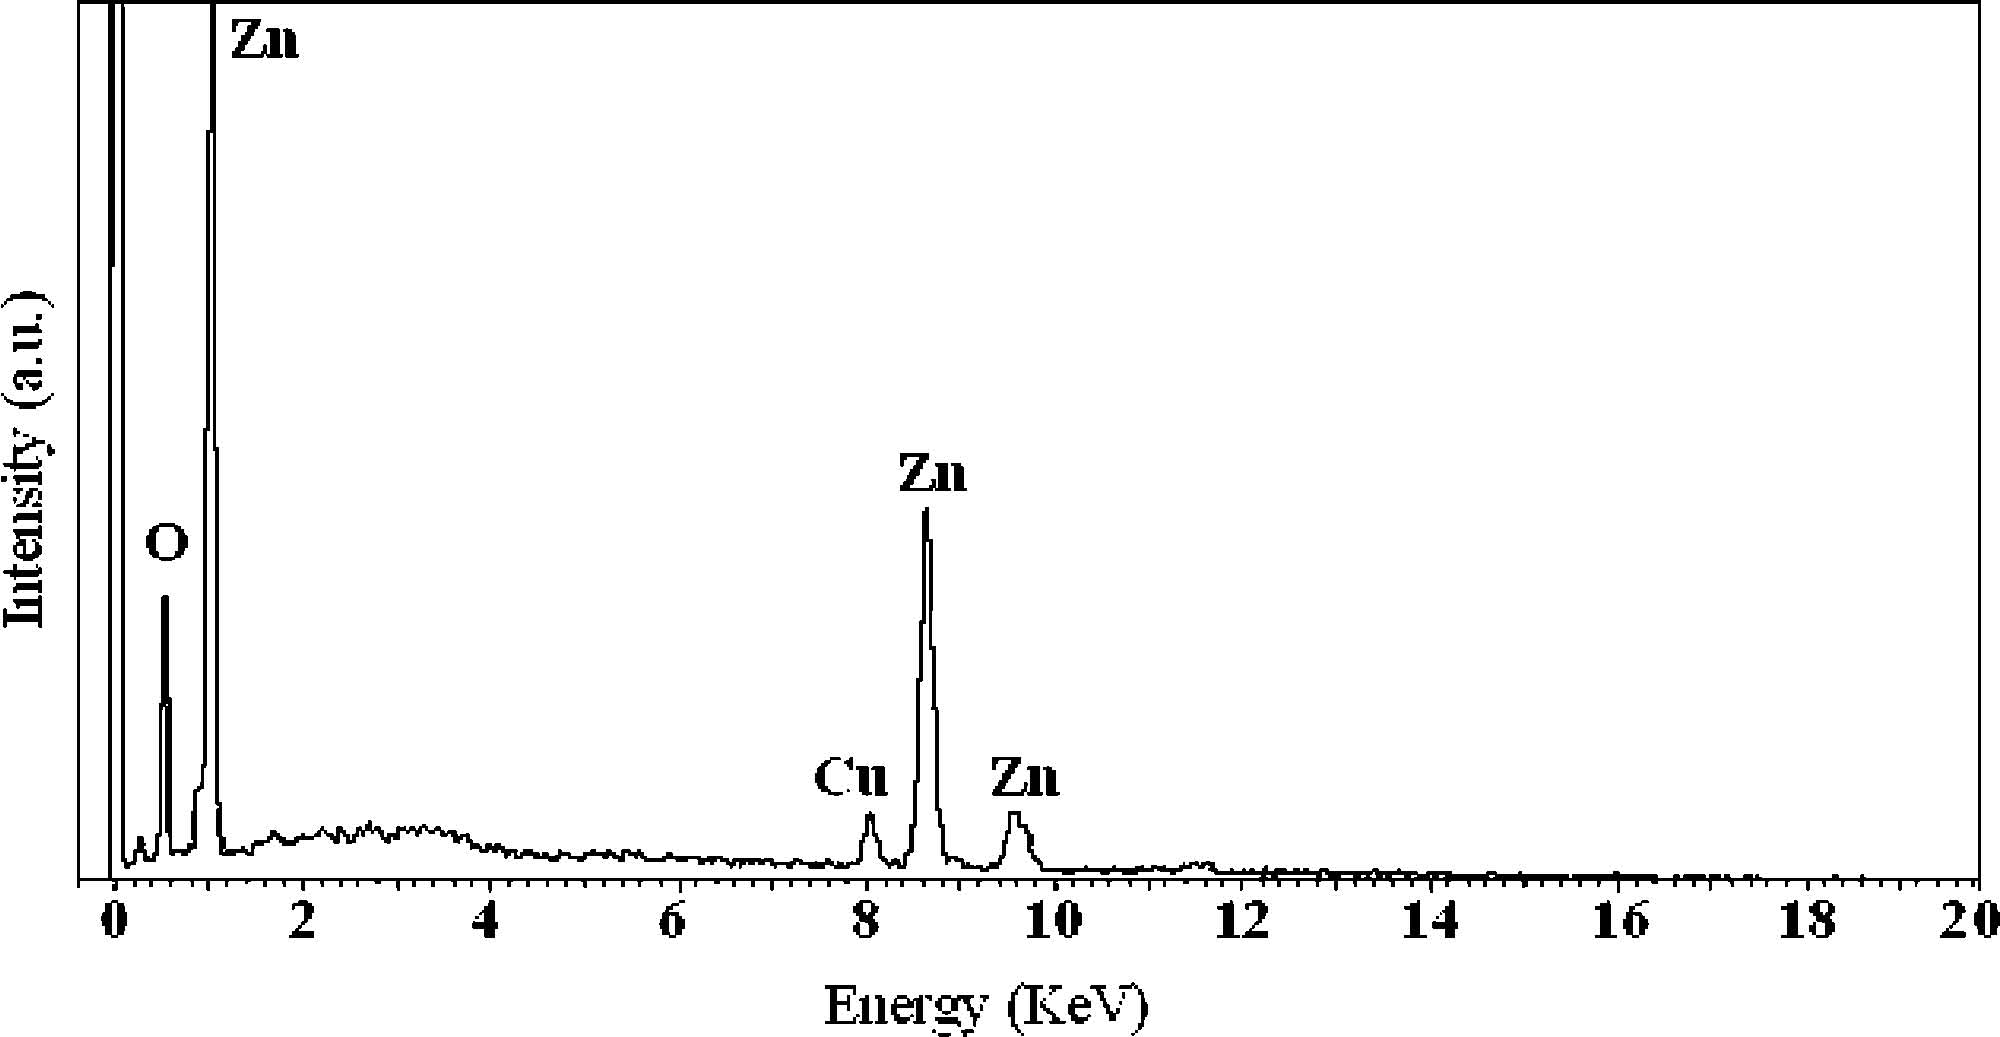 Zn
Intensity (a.u.)
Zn
O
Cu
Zn
0 2 4 6 8 10 12 14 16 18 20
Energy (KeV)